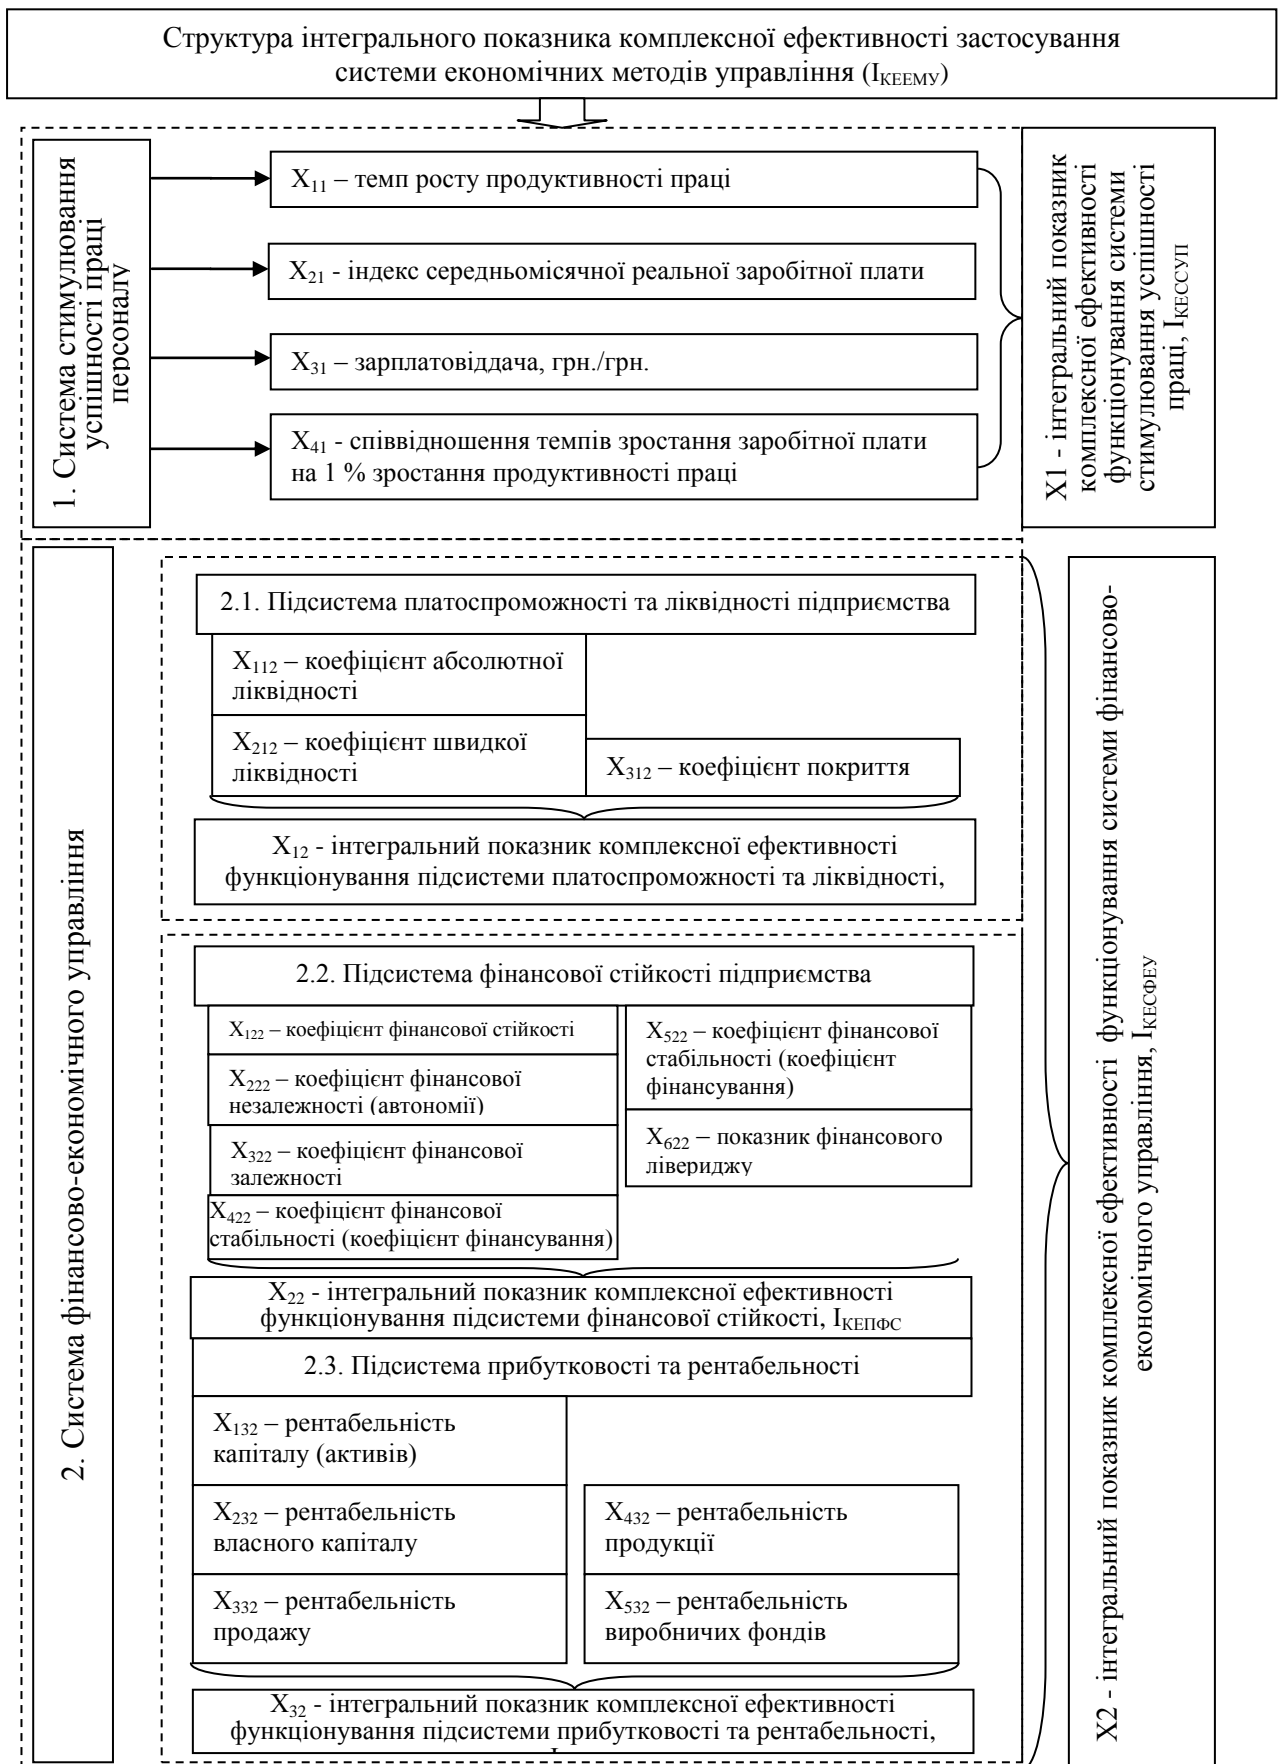 Структура інтегрального показника комплексної ефективності застосування
системи економічних методів управління (I_КЕЕМУ)
1. Система стимулювання
успішності праці
персоналу
X11 – темп росту продуктивності праці
X21 - індекс середньомісячної реальної заробітної плати
X31 – зарплатовіддача, грн./грн.
X41 - співвідношення темпів зростання заробітної плати
на 1 % зростання продуктивності праці
X1 - інтегральний показник
комплексної ефективності
функціонування системи
стимулювання успішності
праці, I_КЕССУП
2. Система фінансово-економічного управління
2.1. Підсистема платоспроможності та ліквідності підприємства
X112 – коефіцієнт абсолютної
ліквідності
X212 – коефіцієнт швидкої
ліквідності
X312 – коефіцієнт покриття
X12 - інтегральний показник комплексної ефективності
функціонування підсистеми платоспроможності та ліквідності,
2.2. Підсистема фінансової стійкості підприємства
X122 – коефіцієнт фінансової стійкості
X222 – коефіцієнт фінансової
незалежності (автономії)
X322 – коефіцієнт фінансової
залежності
X422 – коефіцієнт фінансової
стабільності (коефіцієнт фінансування)
X522 – коефіцієнт фінансової
стабільності (коефіцієнт
фінансування)
X622 – показник фінансового
лівериджу
X22 - інтегральний показник комплексної ефективності
функціонування підсистеми фінансової стійкості, I_КЕПФС
2.3. Підсистема прибутковості та рентабельності
X132 – рентабельність
капіталу (активів)
X232 – рентабельність
власного капіталу
X332 – рентабельність
продажу
X432 – рентабельність
продукції
X532 – рентабельність
виробничих фондів
X32 - інтегральний показник комплексної ефективності
функціонування підсистеми прибутковості та рентабельності,
X2 - інтегральний показник комплексної ефективності функціонування системи фінансово-
економічного управління, I_КЕСФЕУ